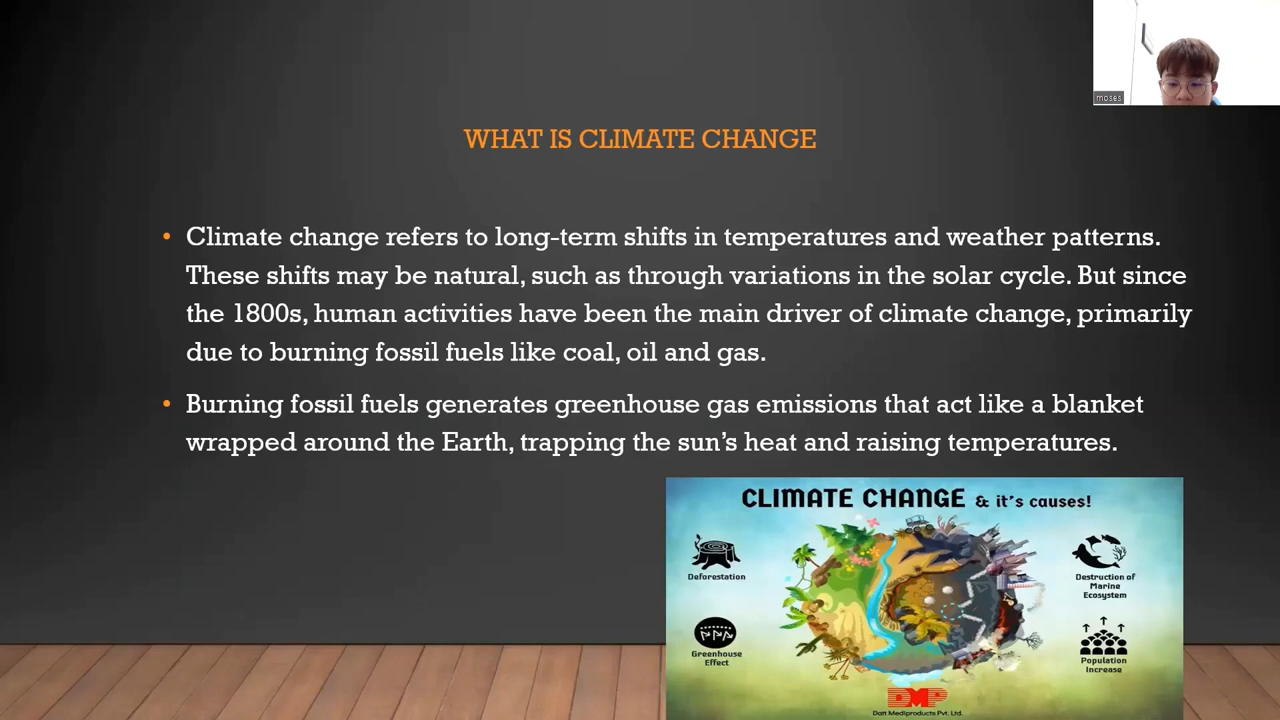 moses
WHAT IS CLIMATE CHANGE
• Climate change refers to long-term shifts in temperatures and weather patterns.
These shifts may be natural, such as through variations in the solar cycle. But since
the 1800s, human activities have been the main driver of climate change, primarily
due to burning fossil fuels like coal, oil and gas.
• Burning fossil fuels generates greenhouse gas emissions that act like a blanket
wrapped around the Earth, trapping the sun’s heat and raising temperatures.
CLIMATE CHANGE & it's causes!
Deforestation
Destruction of
Marine
Ecosystem
Greenhouse
Effect
Population
Increase
DMP
Datt Mediproducts Pvt. Ltd.